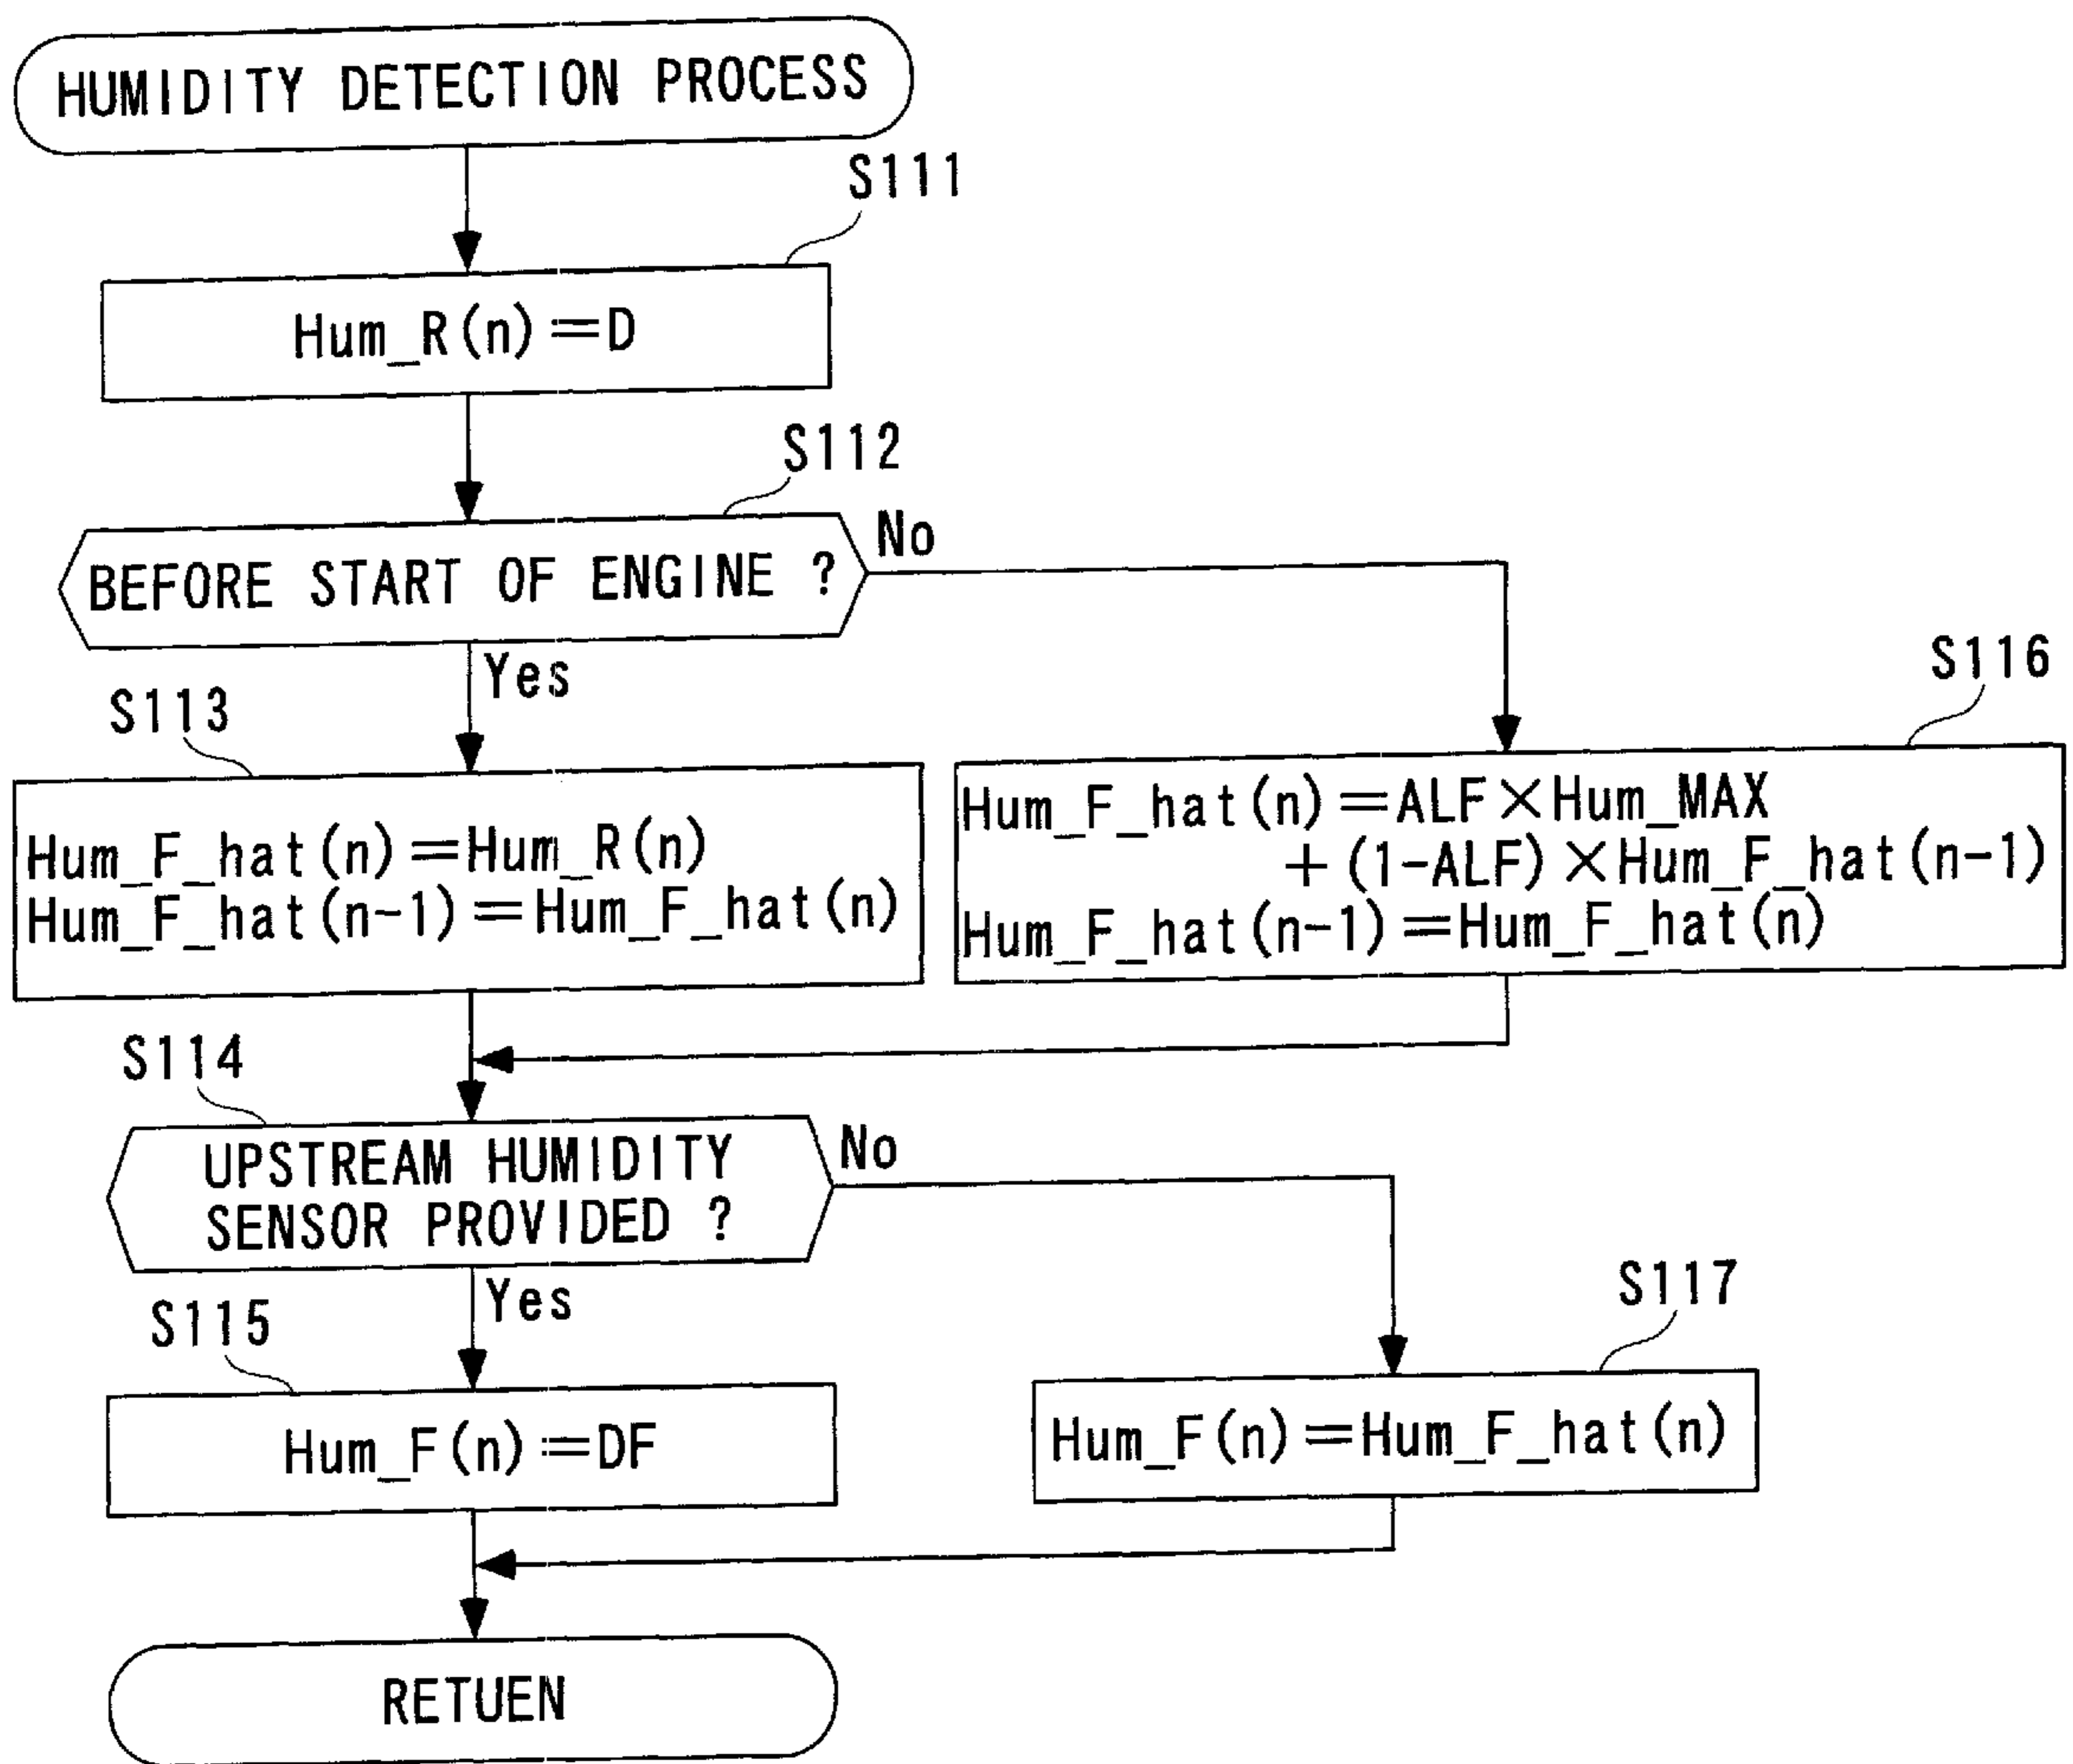 HUMIDITY DETECTION PROCESS
S111
Hum_R(n)=D
S112
BEFORE START OF ENGINE ?
No
Yes
S113
Hum_F_hat(n)=Hum_R(n)
Hum_F_hat(n-1)=Hum_F_hat(n)
S116
Hum_F_hat(n)=ALF×Hum_MAX
+(1-ALF)×Hum_F_hat(n-1)
Hum_F_hat(n-1)=Hum_F_hat(n)
S114
UPSTREAM HUMIDITY
SENSOR PROVIDED ?
No
Yes
S115
Hum_F(n)=DF
S117
Hum_F(n)=Hum_F_hat(n)
RETUEN